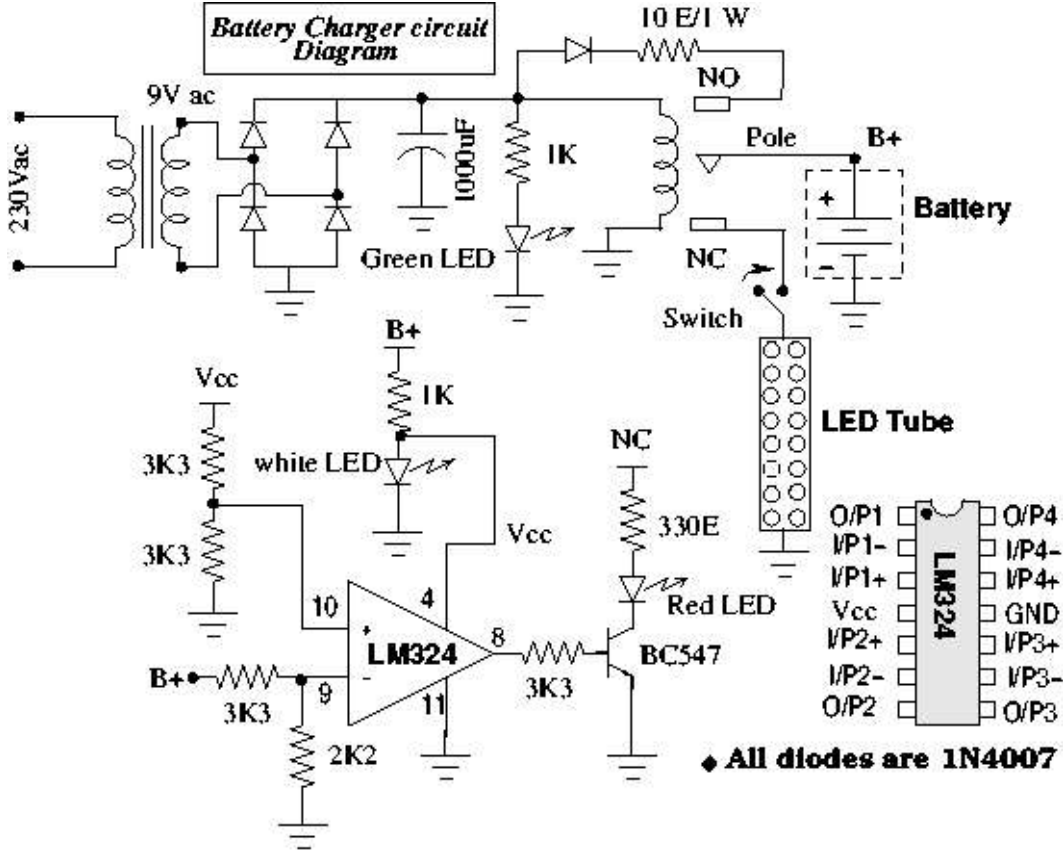 Battery Charger circuit
Diagram
10 E/1 W
NO
9V ac
230Vac
1000uF
1K
Pole
B+
+
Battery
-
Green LED
NC
Switch
B+
Vcc
1K
LED Tube
3K3
white LED
NC
3K3
Vcc
330E
O/P1
O/P4
I/P1-
I/P4-
I/P1+
I/P4+
Vcc
GND
I/P2+
I/P3+
I/P2-
I/P3-
O/P2
O/P3
LM324
Red LED
10
4
+
LM324
8
BC547
B+
-
9
11
3K3
3K3
2K2
◆ All diodes are 1N4007